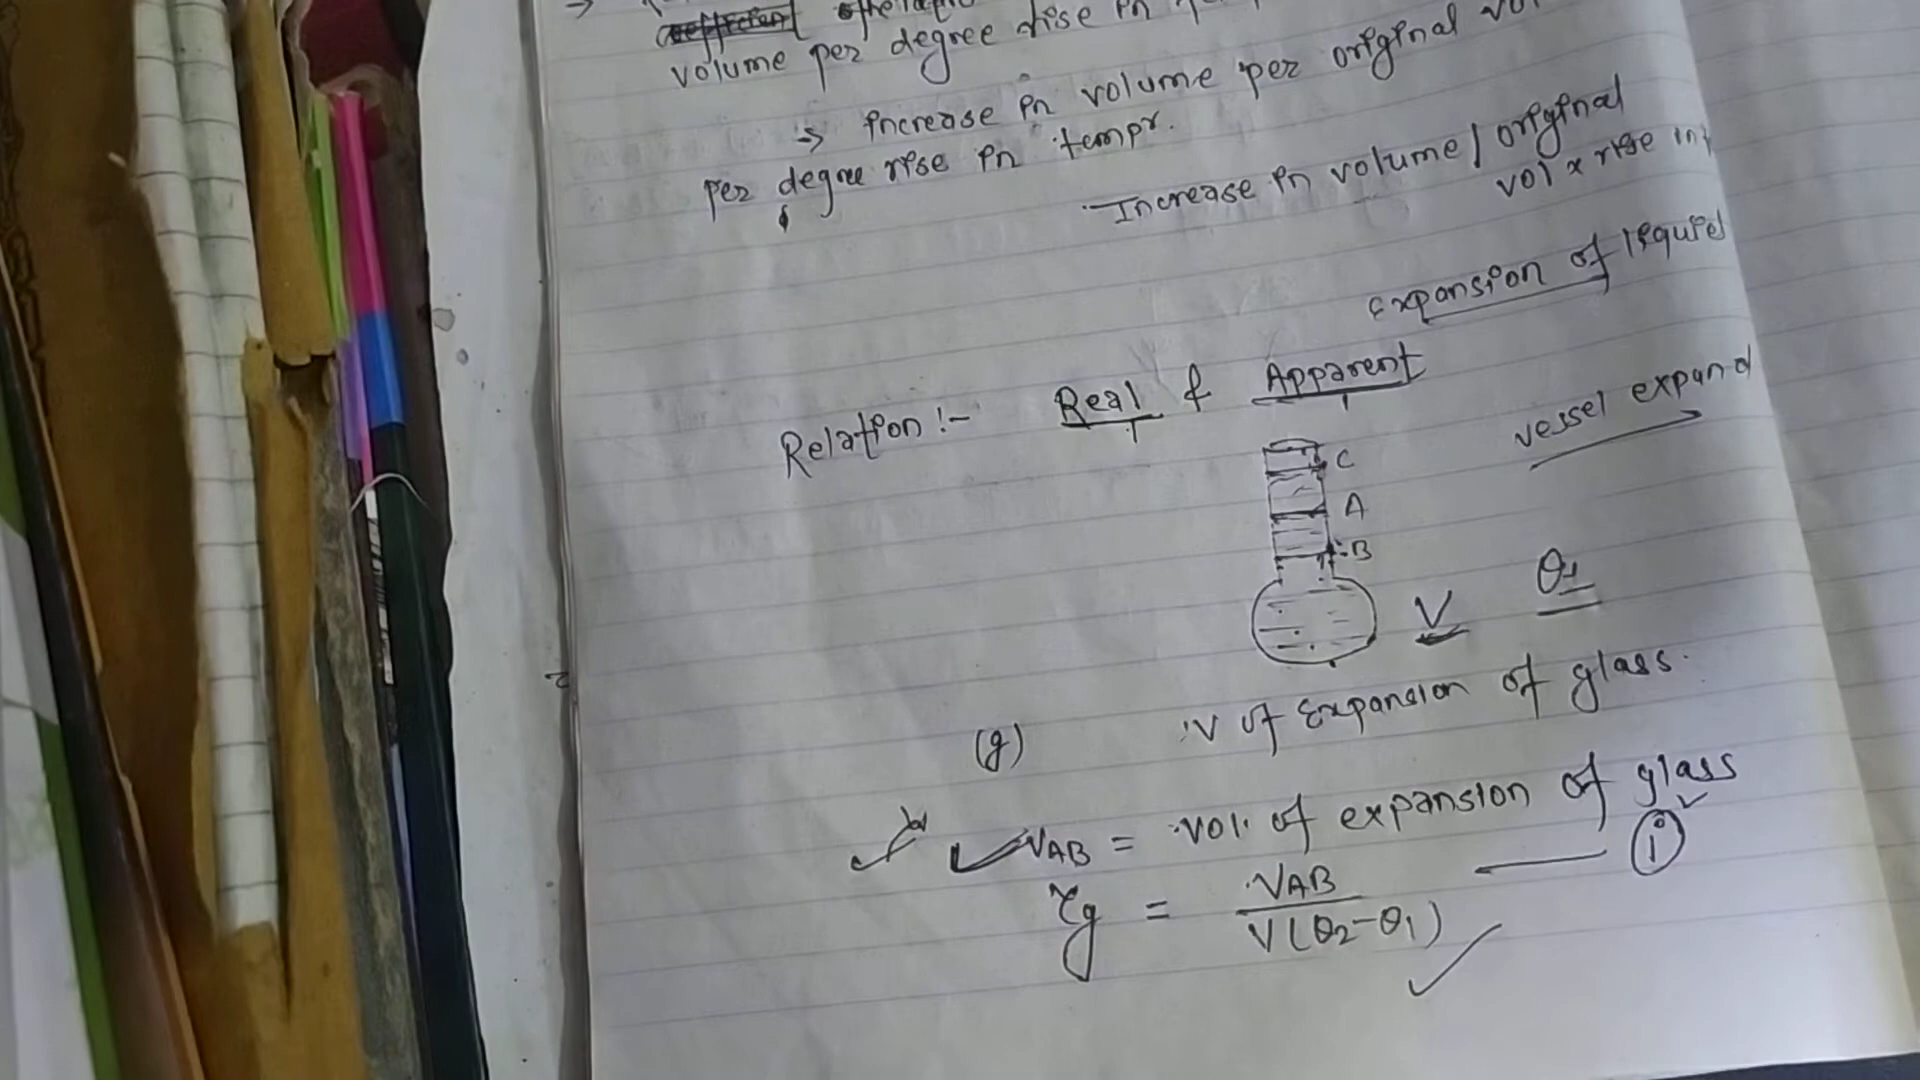 volume per degree rise in
→ increase in volume per original
per degree rise in tempr.
Increase in volume / original
vol x rise in
Expansion of liquid
Relation :- Real & Apparent
vessel expand
C
A
B
V θ1
(g) V of Expansion of glass.
VAB = vol. of expansion of glass
γg = VAB / V(θ2-θ1) — (i)